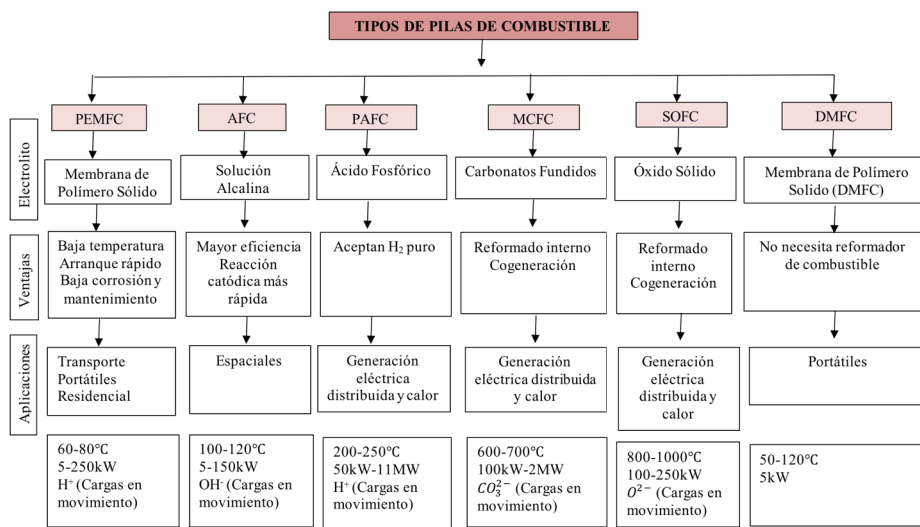 TIPOS DE PILAS DE COMBUSTIBLE
PEMFC
AFC
PAFC
MCFC
SOFC
DMFC
Electrolito
Membrana de
Polímero Sólido
Solución
Alcalina
Ácido Fosfórico
Carbonatos Fundidos
Óxido Sólido
Membrana de Polímero
Solido (DMFC)
Ventajas
Baja temperatura
Arranque rápido
Baja corrosión y
mantenimiento
Mayor eficiencia
Reacción
catódica más
rápida
Aceptan H₂ puro
Reformado interno
Cogeneración
Reformado
interno
Cogeneración
No necesita reformador
de combustible
Aplicaciones
Transporte
Portátiles
Residencial
Espaciales
Generación eléctrica
distribuida y calor
Generación
eléctrica distribuida
y calor
Generación
eléctrica
distribuida y
calor
Portátiles
60-80°C
5-250kW
H⁺ (Cargas en
movimiento)
100-120°C
5-150kW
OH⁻ (Cargas en
movimiento)
200-250°C
50kW-11MW
H⁺ (Cargas en
movimiento)
600-700°C
100kW-2MW
CO₃²⁻ (Cargas en
movimiento)
800-1000°C
100-250kW
O²⁻ (Cargas en
movimiento)
50-120°C
5kW